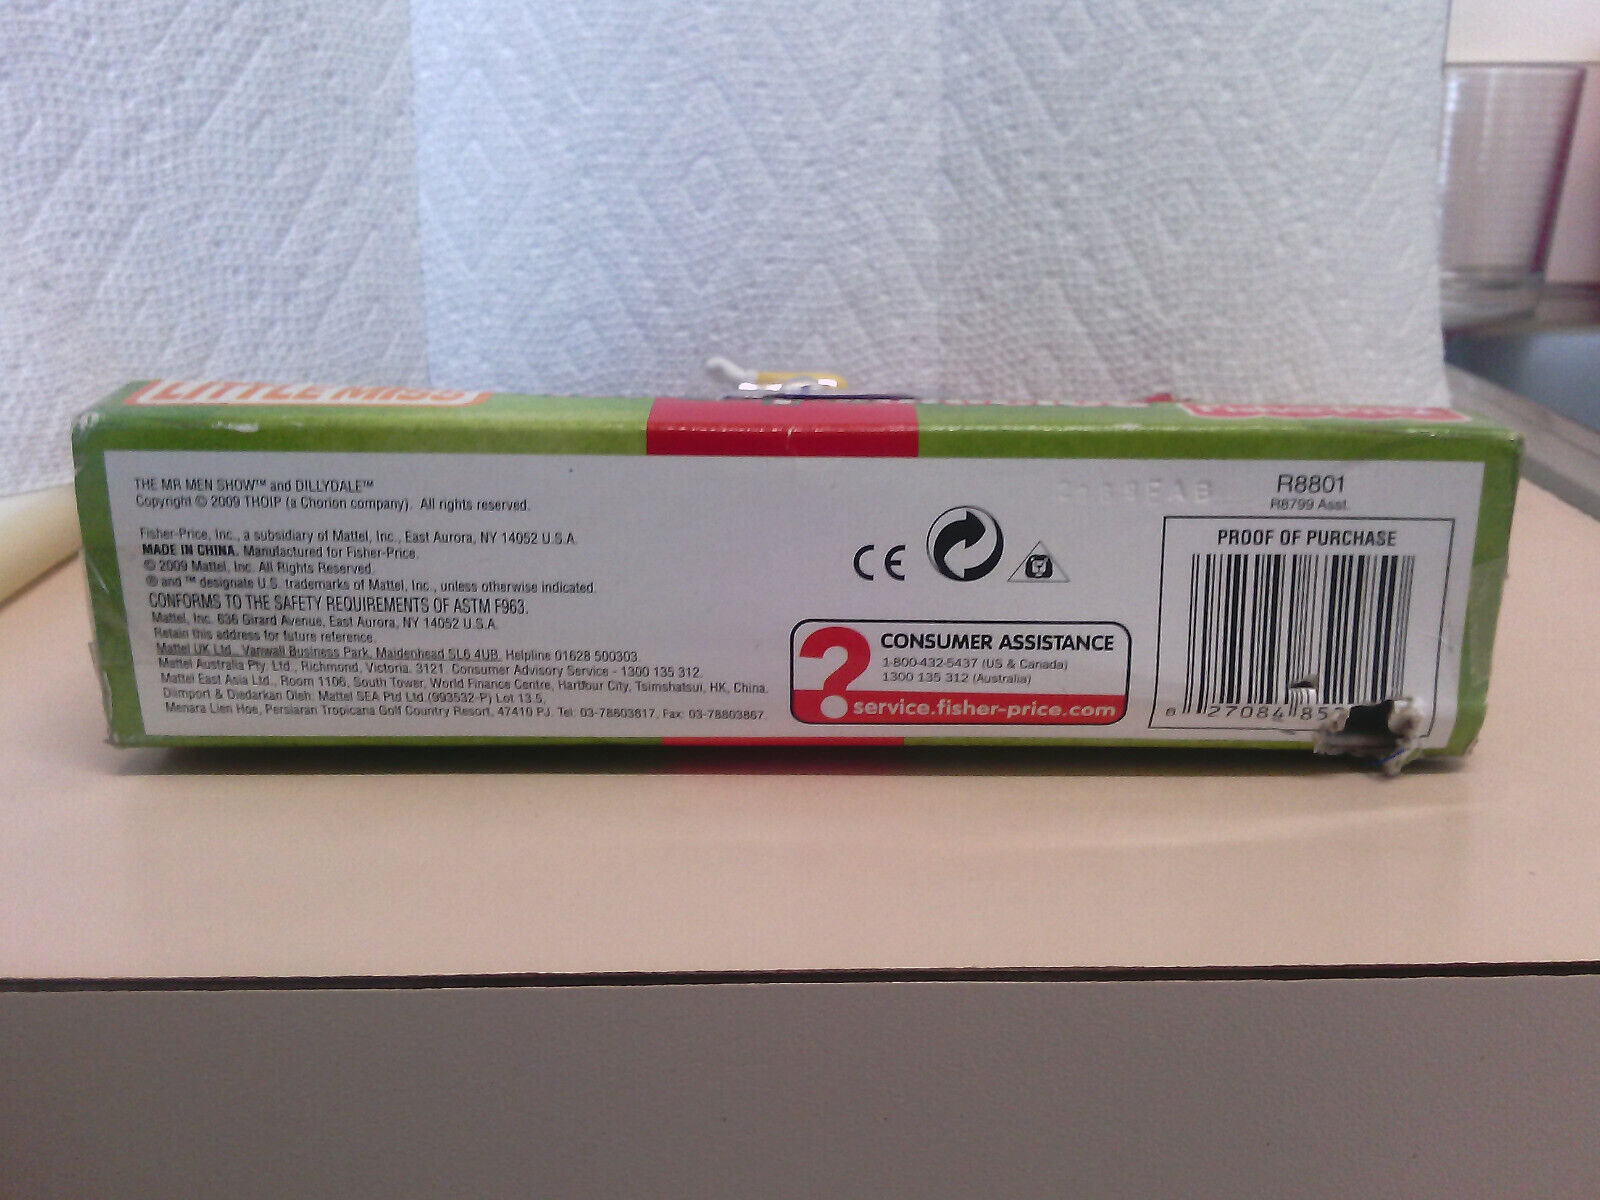 LITTLE MISS
THE MR MEN SHOW™ and DILLYDALE™
Copyright © 2009 THOIP (a Chorion company). All rights reserved.
Fisher-Price, Inc., a subsidiary of Mattel, Inc., East Aurora, NY 14052 U.S.A.
MADE IN CHINA. Manufactured for Fisher-Price.
© 2009 Mattel, Inc. All Rights Reserved.
® and ™ designate U.S. trademarks of Mattel, Inc., unless otherwise indicated.
CONFORMS TO THE SAFETY REQUIREMENTS OF ASTM F963.
Mattel, Inc. 636 Girard Avenue, East Aurora, NY 14052 U.S.A.
Retain this address for future reference.
Mattel UK Ltd., Vanwall Business Park, Maidenhead SL6 4UB. Helpline 01628 500303.
Mattel Australia Pty. Ltd., Richmond, Victoria. 3121. Consumer Advisory Service - 1300 135 312.
Mattel East Asia Ltd., Room 1106, South Tower, World Finance Centre, Harbour City, Tsimshatsui, HK, China.
Diimport & Diedarkan Oleh: Mattel SEA Ptd Ltd.(993532-P) Lot 13.5,
Menara Lien Hoe, Persiaran Tropicana Golf Country Resort, 47410 PJ. Tel: 03-78803817, Fax: 03-78803867.
CE
?
CONSUMER ASSISTANCE
1-800-432-5437 (US & Canada)
1300 135 312 (Australia)
service.fisher-price.com
R8801
R8799 Asst.
PROOF OF PURCHASE
27084 85